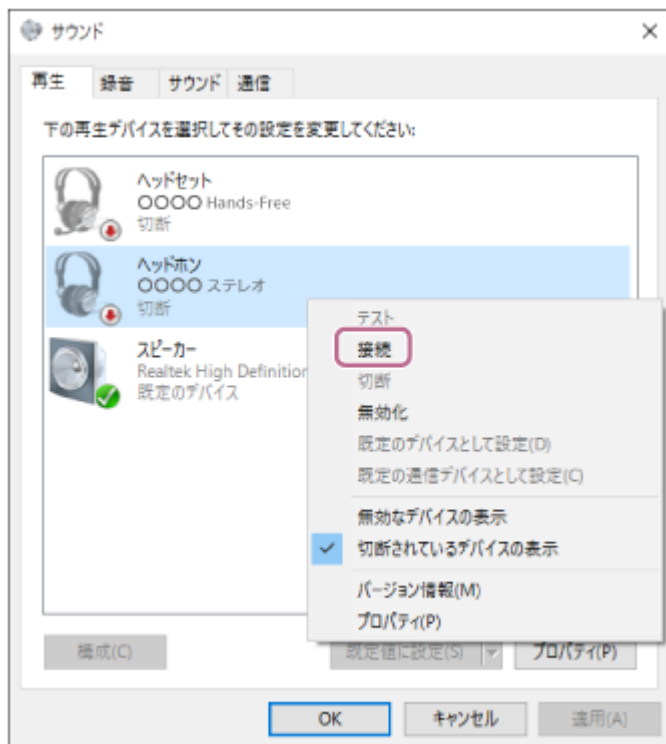 サウンド
再生 録音 サウンド 通信
下の再生デバイスを選択してその設定を変更してください:
ヘッドセット
〇〇〇〇 Hands-Free
切断
ヘッドホン
〇〇〇〇 ステレオ
切断
スピーカー
Realtek High Definition
既定のデバイス
テスト
接続
切断
無効化
既定のデバイスとして設定(D)
既定の通信デバイスとして設定(C)
無効なデバイスの表示
切断されているデバイスの表示
バージョン情報(M)
プロパティ(P)
構成(C) 既定値に設定(S) プロパティ(P)
OK キャンセル 適用(A)